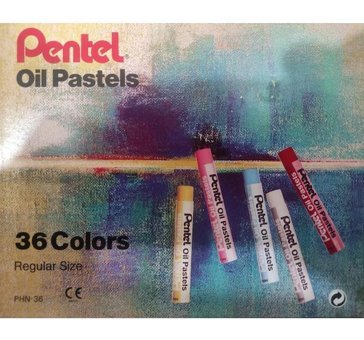 Pentel
Oil Pastels
36 Colors
Regular Size
PHN-36
CE
Pentel Oil Pastels
Pentel Oil Pastels
Pentel Oil Pastels
Pentel Oil Pastels
Pentel Oil Pastels